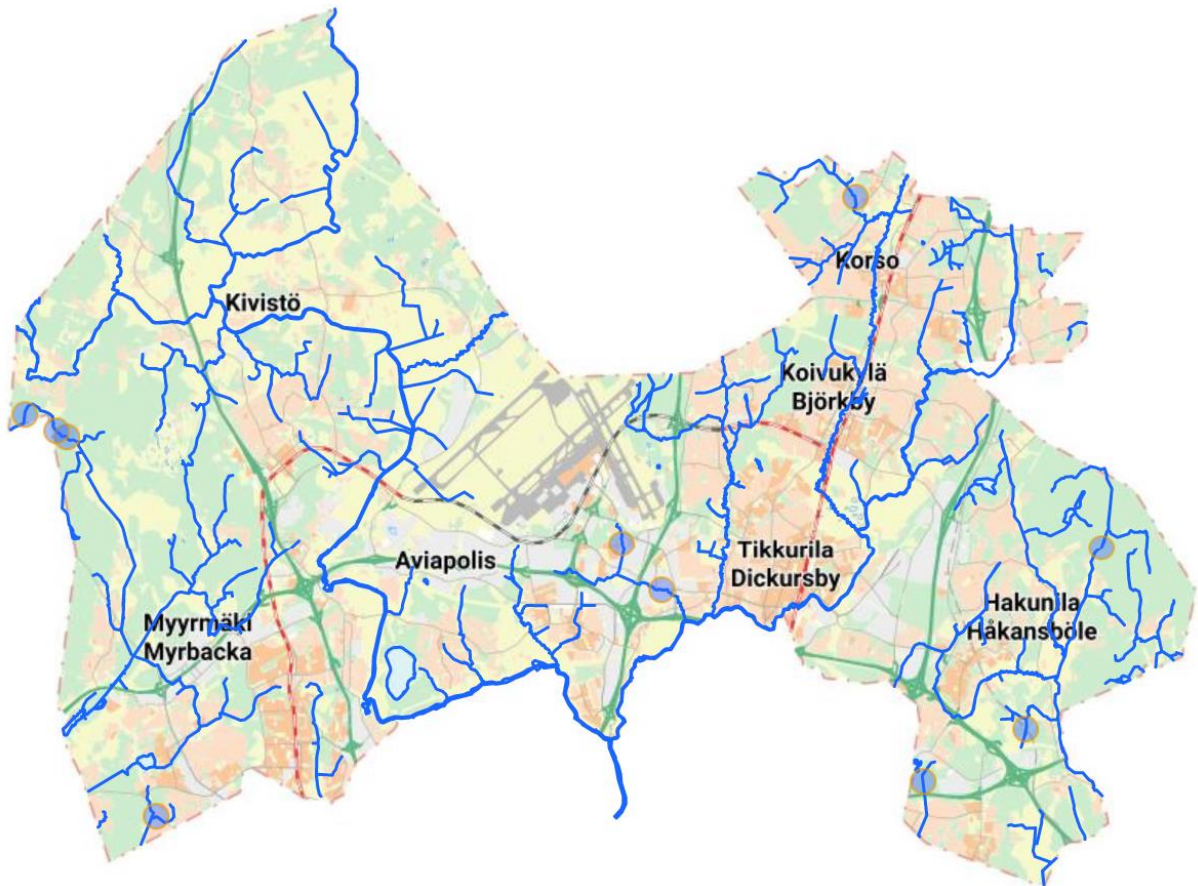 Korso
Kivistö
Koivukylä
Björkby
Aviapolis
Tikkurila
Dickursby
Hakunila
Håkansböle
Myyrmäki
Myrbacka